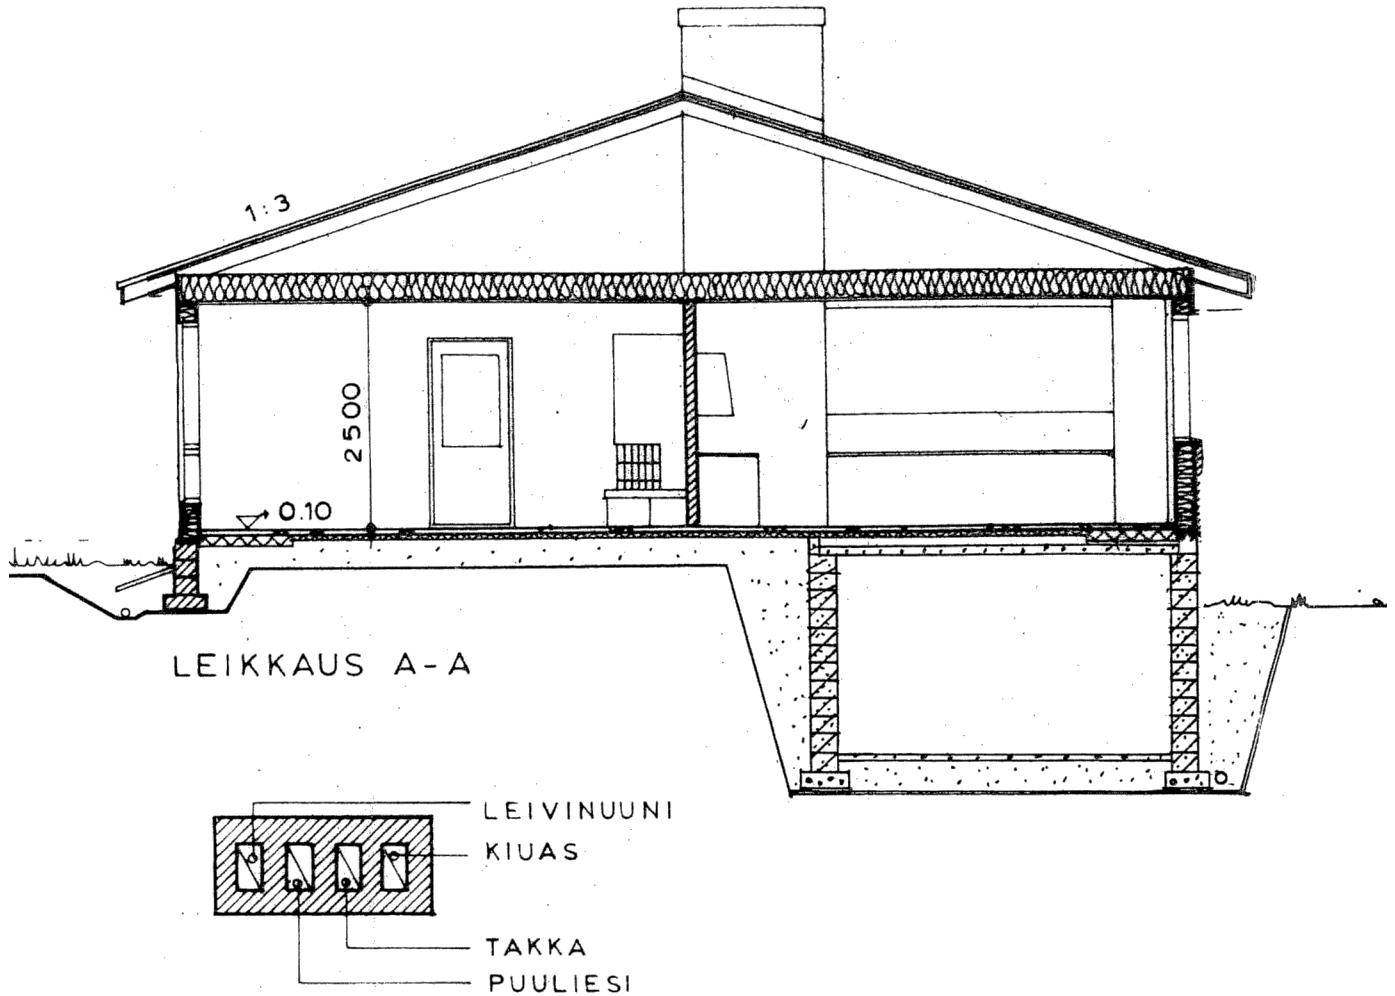 1:3
2500
0.10
LEIKKAUS A-A
LEIVINUUNI
KIUAS
TAKKA
PUULIESI